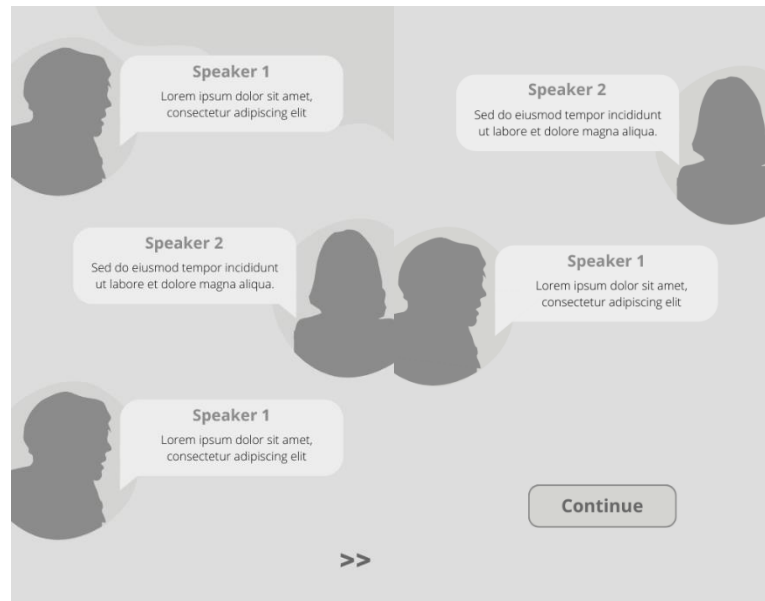 Speaker 1
Lorem ipsum dolor sit amet,
consectetur adipiscing elit
Speaker 2
Sed do eiusmod tempor incididunt
ut labore et dolore magna aliqua.
Speaker 1
Lorem ipsum dolor sit amet,
consectetur adipiscing elit
>>
Speaker 2
Sed do eiusmod tempor incididunt
ut labore et dolore magna aliqua.
Speaker 1
Lorem ipsum dolor sit amet,
consectetur adipiscing elit
Continue